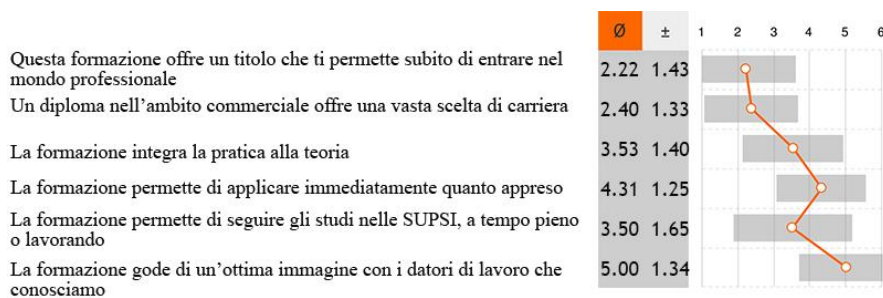 Ø ± 1 2 3 4 5 6
Questa formazione offre un titolo che ti permette subito di entrare nel
mondo professionale
2.22 1.43
Un diploma nell’ambito commerciale offre una vasta scelta di carriera
2.40 1.33
La formazione integra la pratica alla teoria
3.53 1.40
La formazione permette di applicare immediatamente quanto appreso
4.31 1.25
La formazione permette di seguire gli studi nelle SUPSI, a tempo pieno
o lavorando
3.50 1.65
La formazione gode di un’ottima immagine con i datori di lavoro che
conosciamo
5.00 1.34